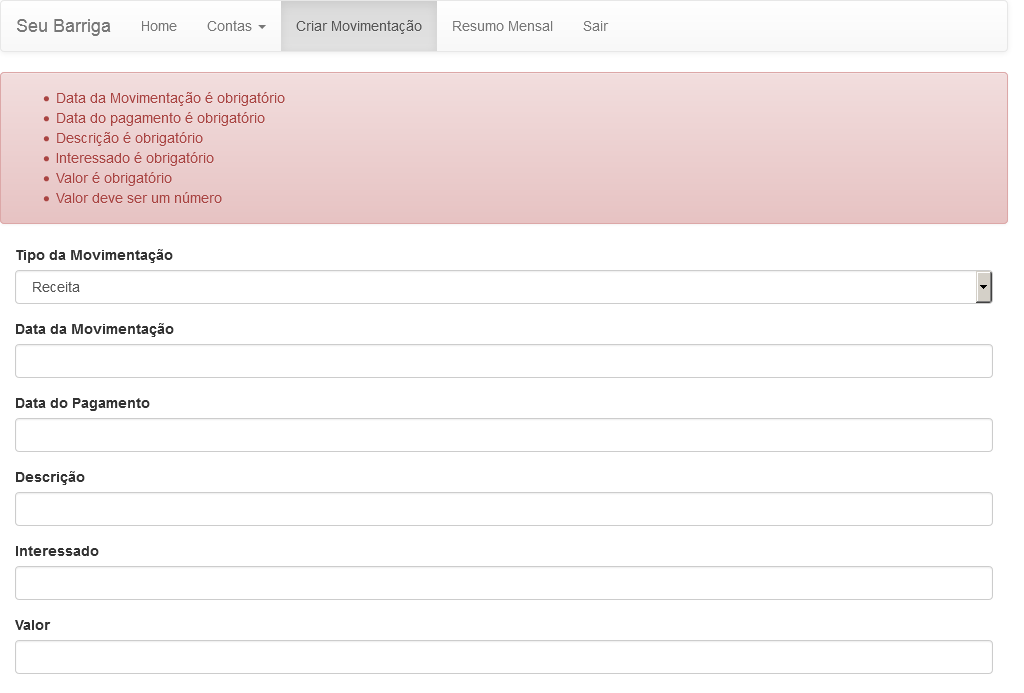 Seu Barriga Home Contas Criar Movimentação Resumo Mensal Sair
Data da Movimentação é obrigatório
Data do pagamento é obrigatório
Descrição é obrigatório
Interessado é obrigatório
Valor é obrigatório
Valor deve ser um número
Tipo da Movimentação
Receita
Data da Movimentação
Data do Pagamento
Descrição
Interessado
Valor